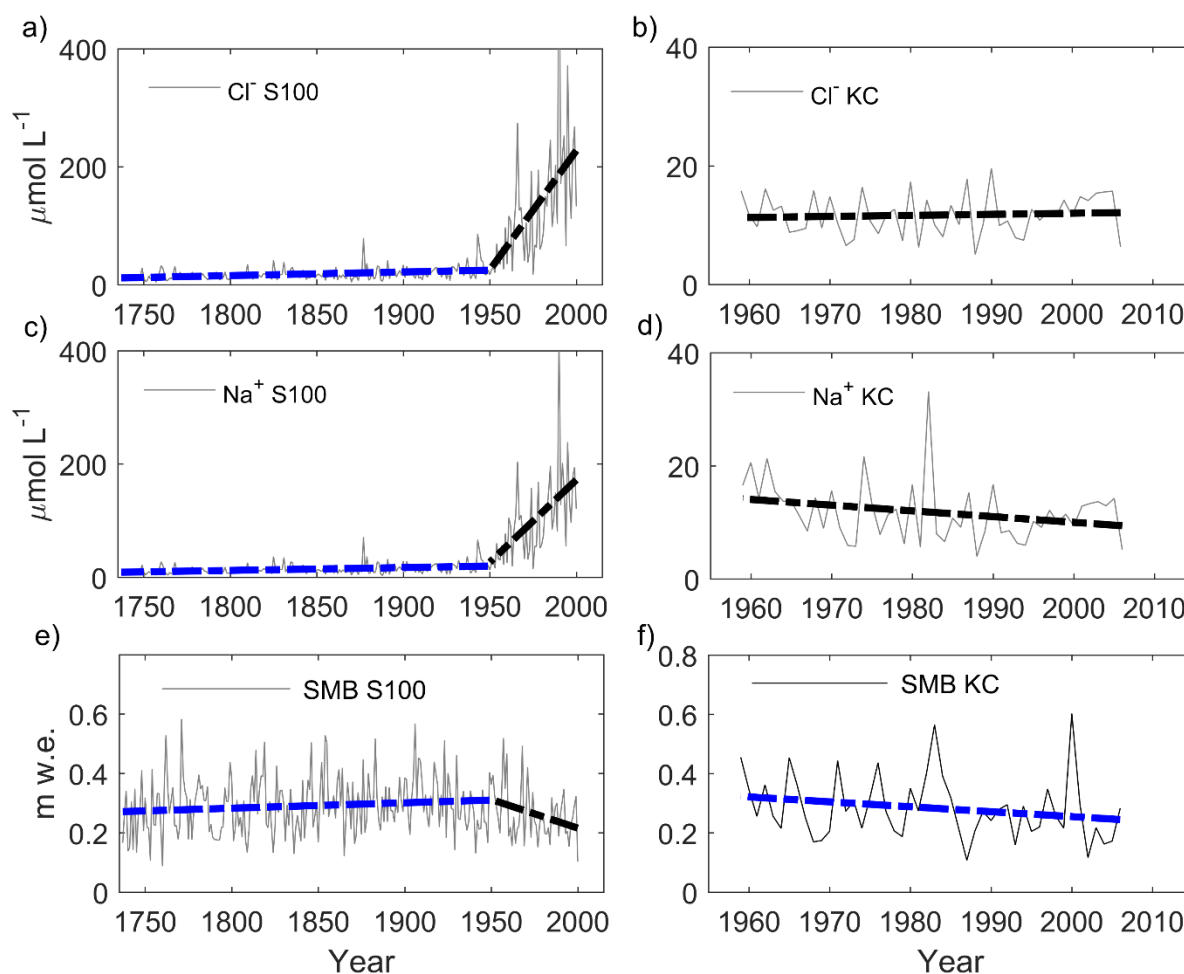 a)
400
200
0
μmol L⁻¹
Cl⁻ S100
1750 1800 1850 1900 1950 2000
b)
40
20
0
Cl⁻ KC
1960 1970 1980 1990 2000 2010
c)
400
200
0
μmol L⁻¹
Na⁺ S100
1750 1800 1850 1900 1950 2000
d)
40
20
0
Na⁺ KC
1960 1970 1980 1990 2000 2010
e)
0.6
0.4
0.2
0
m w.e.
SMB S100
1750 1800 1850 1900 1950 2000
Year
f)
0.8
0.6
0.4
0.2
0
SMB KC
1960 1970 1980 1990 2000 2010
Year